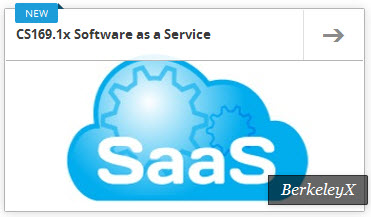 NEW
CS169.1x Software as a Service
SaaS
BerkeleyX